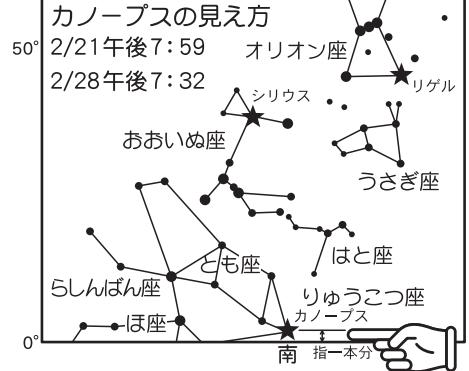 カノープスの見え方
50°
2/21午後7:59
オリオン座
2/28午後7:32
リゲル
シリウス
おおいぬ座
うさぎ座
はと座
とも座
らしんばん座
りゅうこつ座
カノープス
ほ座
0°
南
指一本分